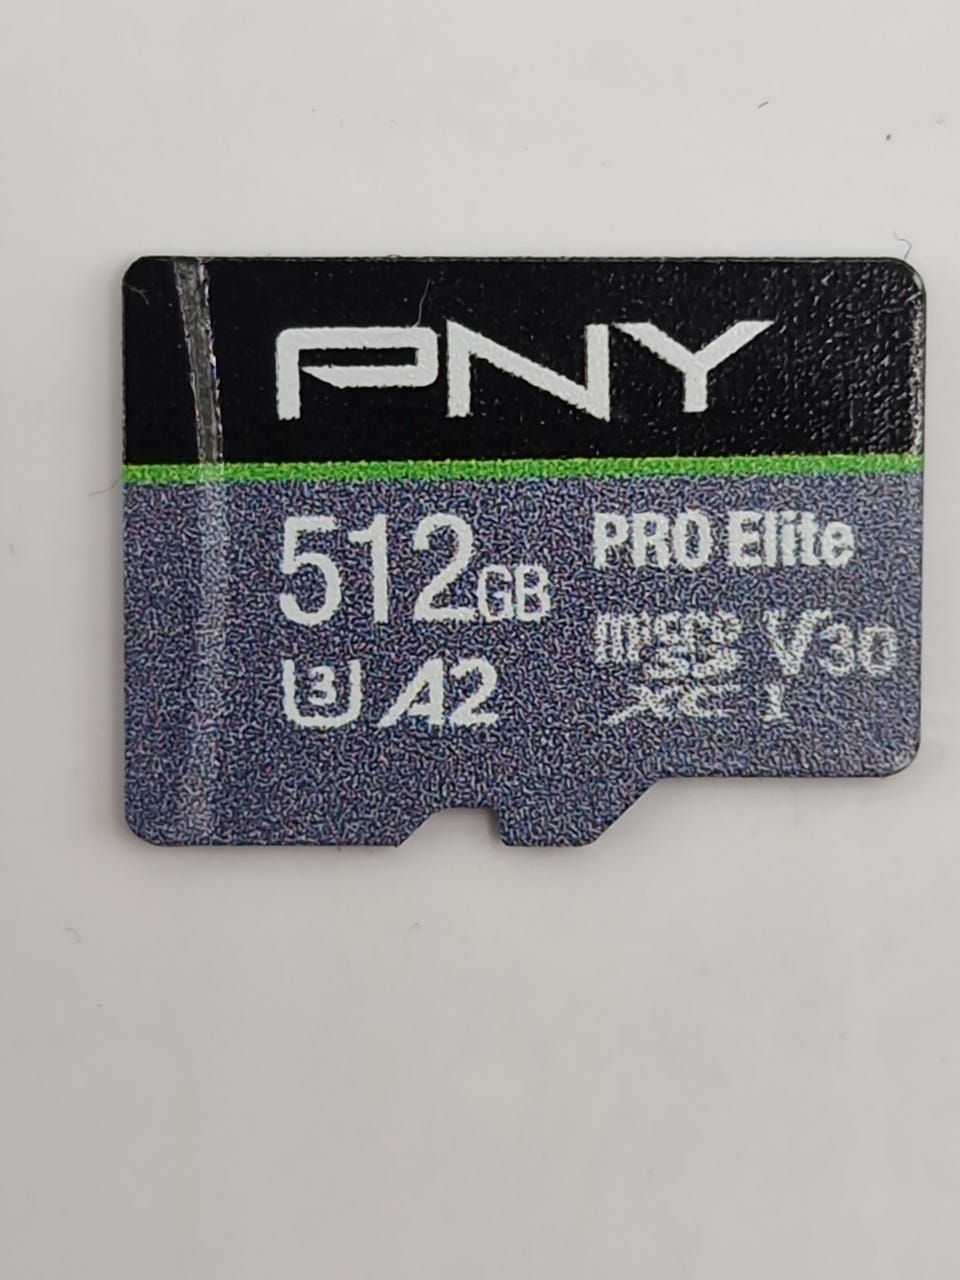 PNY
512GB
PRO Elite
U3 A2
microSD XC I
V30